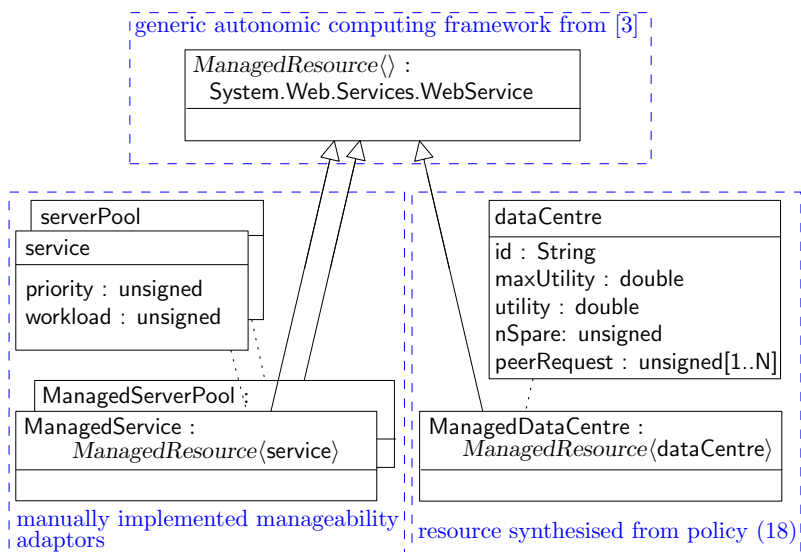 generic autonomic computing framework from [3]
ManagedResource⟨⟩ :
System.Web.Services.WebService
serverPool
service
priority : unsigned
workload : unsigned
ManagedServerPool :
ManagedService :
ManagedResource⟨service⟩
manually implemented manageability
adaptors
dataCentre
id : String
maxUtility : double
utility : double
nSpare: unsigned
peerRequest : unsigned[1..N]
ManagedDataCentre :
ManagedResource⟨dataCentre⟩
resource synthesised from policy (18)